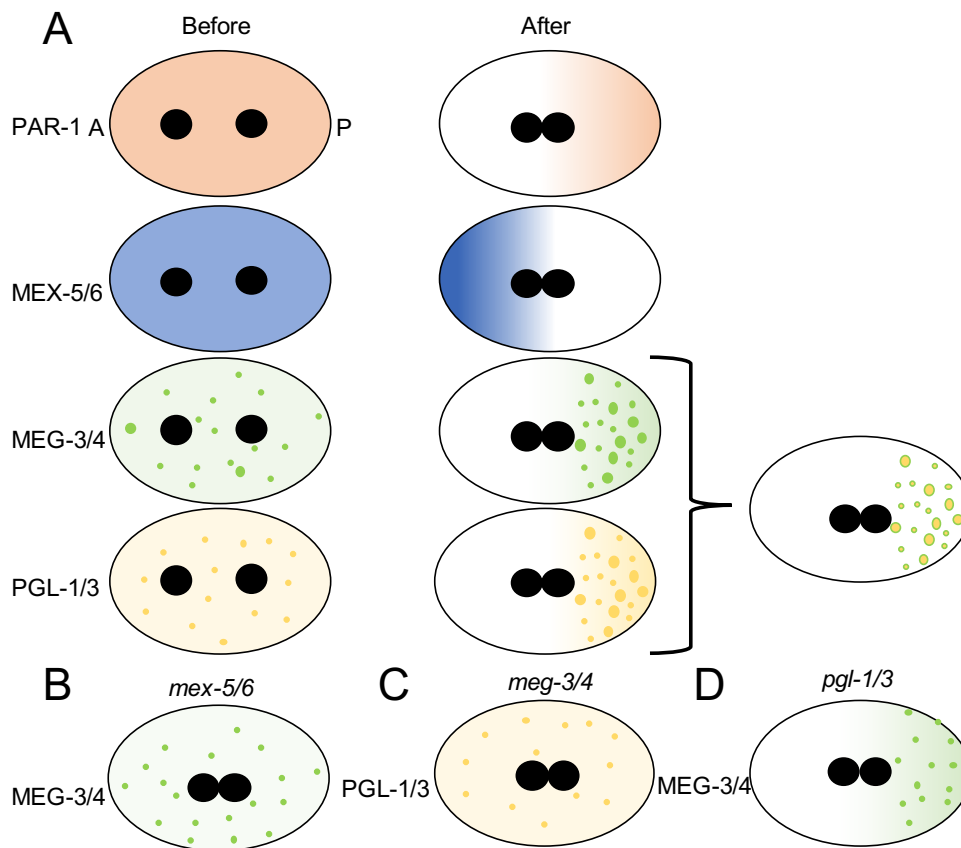 A
Before
After
PAR-1 A
P
MEX-5/6
MEG-3/4
PGL-1/3
B
mex-5/6
C
meg-3/4
D
pgl-1/3
MEG-3/4
PGL-1/3
MEG-3/4